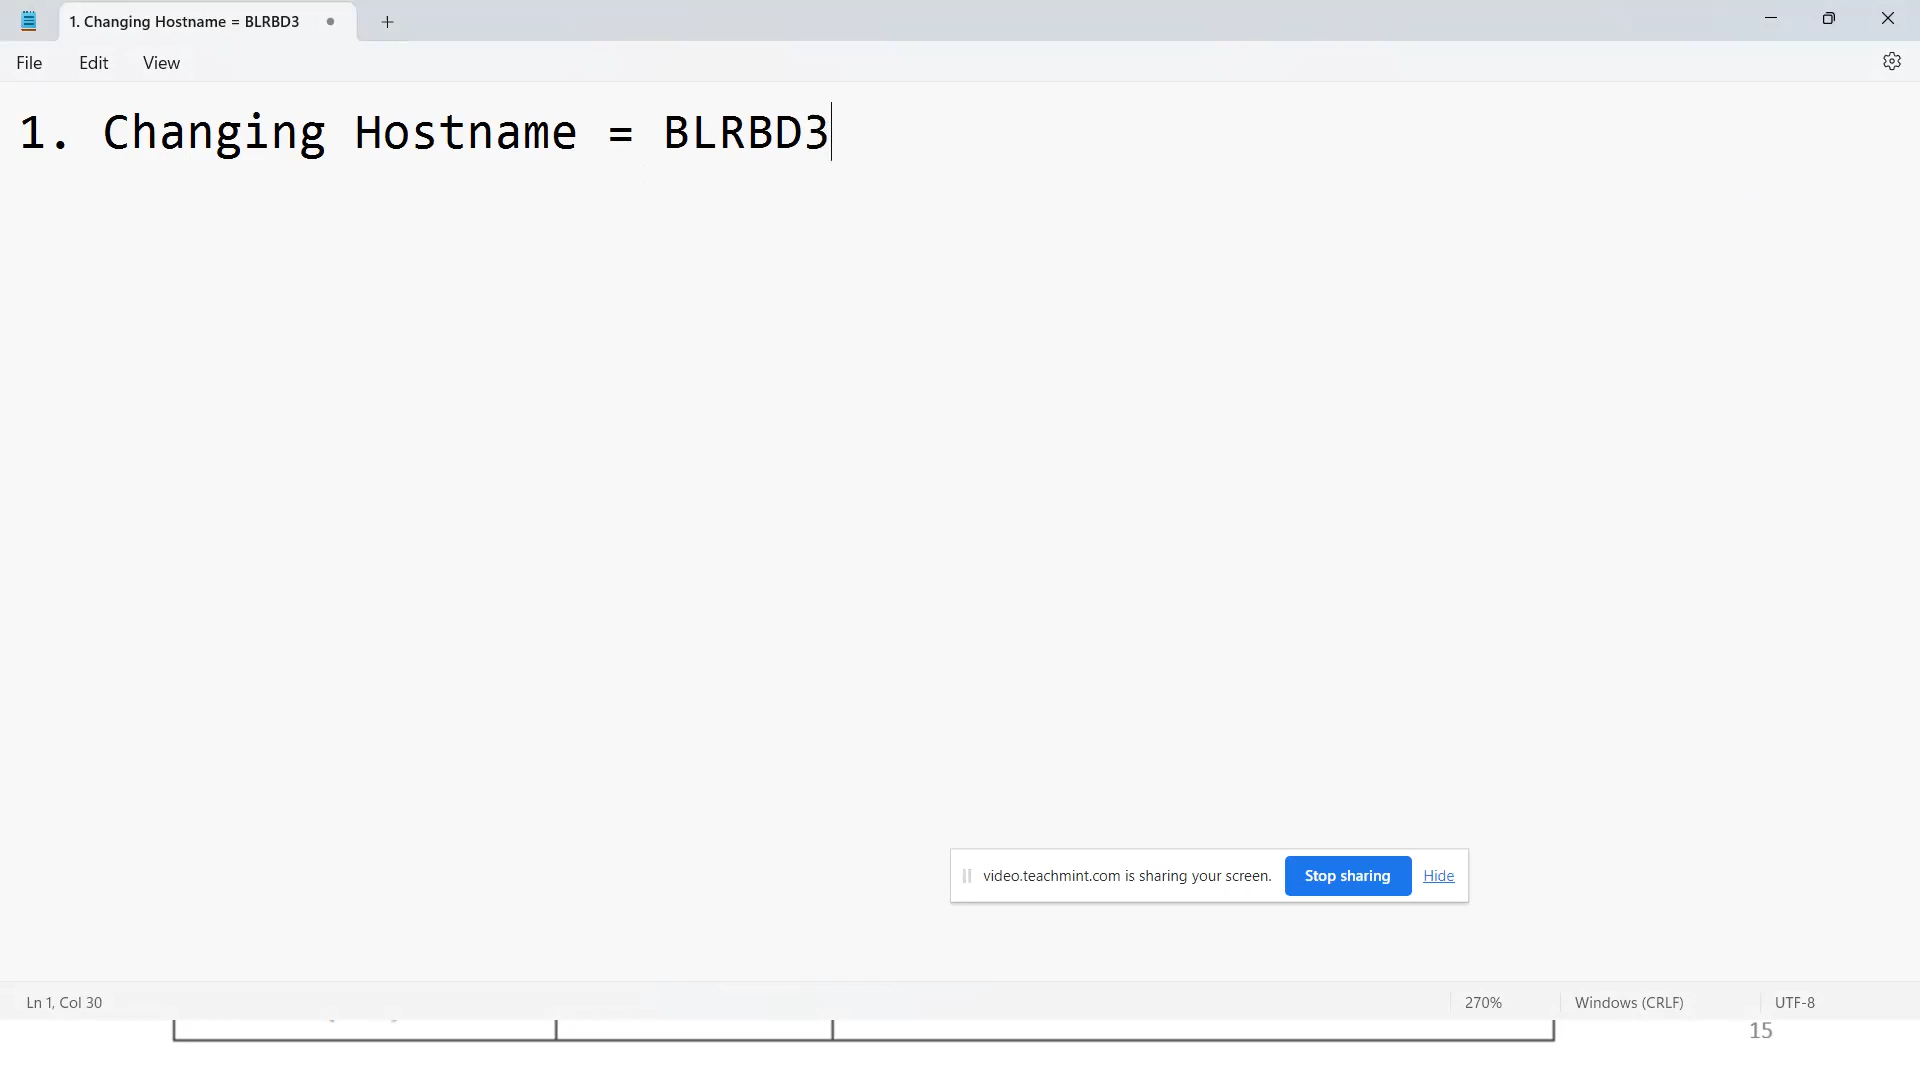 1. Changing Hostname = BLRBD3
File Edit View
1. Changing Hostname = BLRBD3
video.teachmint.com is sharing your screen. Stop sharing Hide
Ln 1, Col 30 270% Windows (CRLF) UTF-8
15